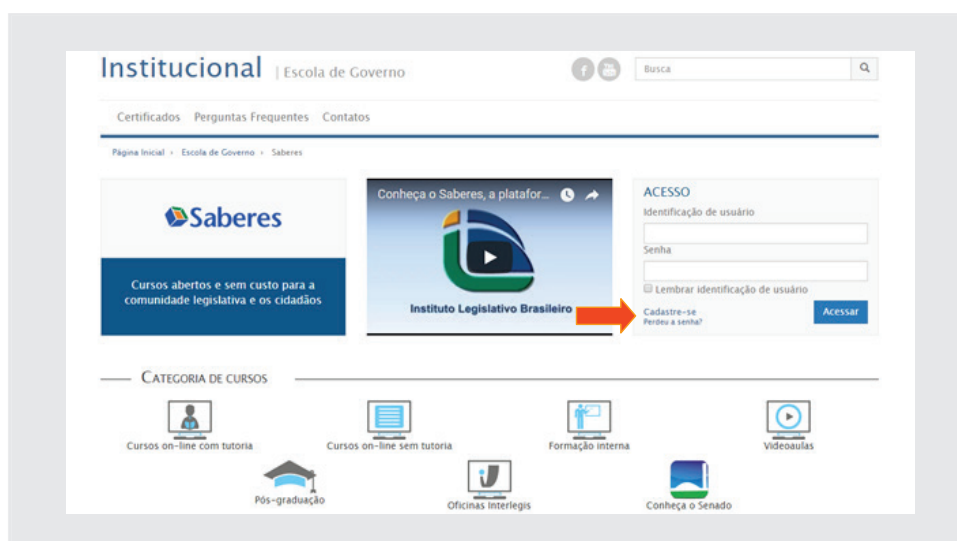 Institucional | Escola de Governo
Busca
Certificados Perguntas Frequentes Contatos
Página Inicial › Escola de Governo › Saberes
Saberes
Cursos abertos e sem custo para a
comunidade legislativa e os cidadãos
Conheça o Saberes, a platafor...
Instituto Legislativo Brasileiro
ACESSO
Identificação de usuário
Senha
Lembrar identificação de usuário
Cadastre-se
Perdeu a senha?
Acessar
CATEGORIA DE CURSOS
Cursos on-line com tutoria
Cursos on-line sem tutoria
Formação interna
Videoaulas
Pós-graduação
Oficinas Interlegis
Conheça o Senado